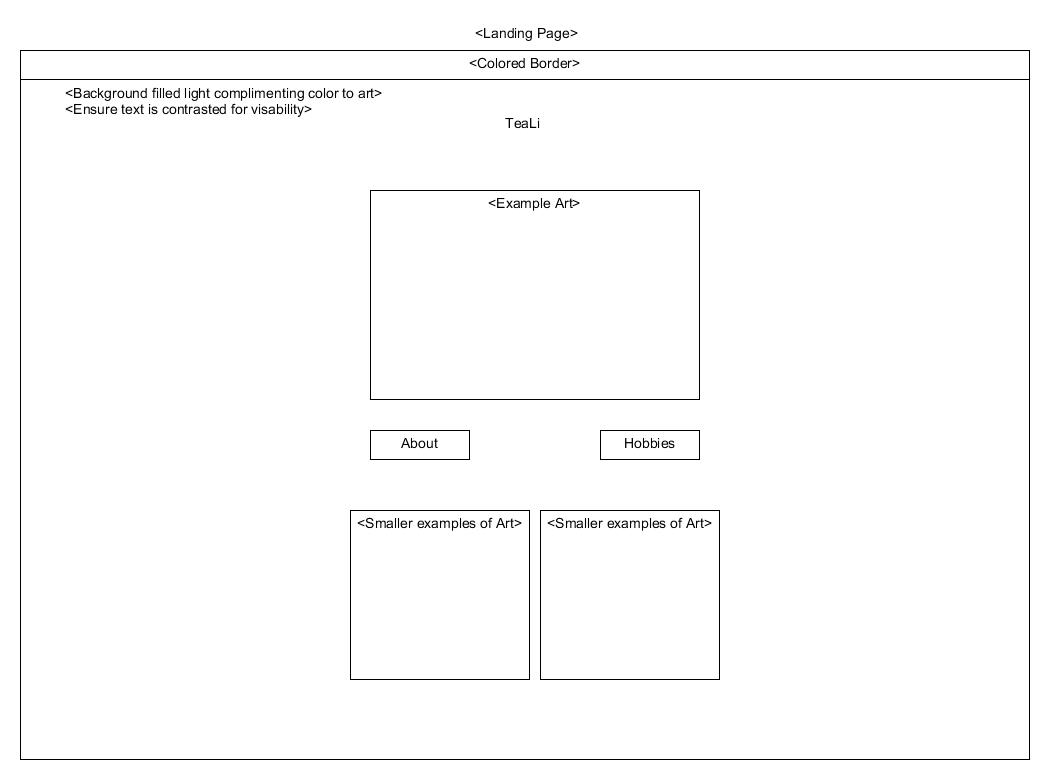 <Landing Page>
<Colored Border>
<Background filled light complimenting color to art>
<Ensure text is contrasted for visability>
TeaLi
<Example Art>
About
Hobbies
<Smaller examples of Art>
<Smaller examples of Art>